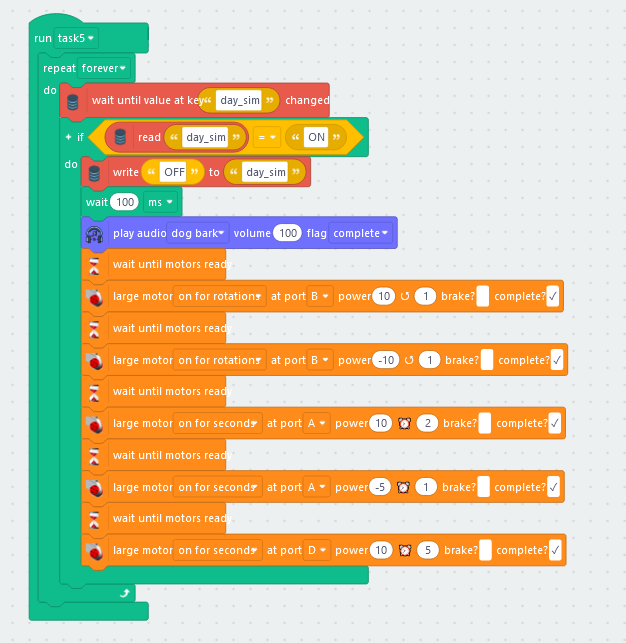 run task5
repeat forever
do wait until value at key “ day_sim ” changed
+ if read “ day_sim ” = “ ON ”
do write “ OFF ” to “ day_sim ”
wait 100 ms
play audio dog bark volume 100 flag complete
wait until motors ready
large motor on for rotations at port B power 10 ↺ 1 brake? complete? ✓
wait until motors ready
large motor on for rotations at port B power -10 ↺ 1 brake? complete? ✓
wait until motors ready
large motor on for seconds at port A power 10 2 brake? complete? ✓
wait until motors ready
large motor on for seconds at port A power -5 1 brake? complete? ✓
wait until motors ready
large motor on for seconds at port D power 10 5 brake? complete? ✓